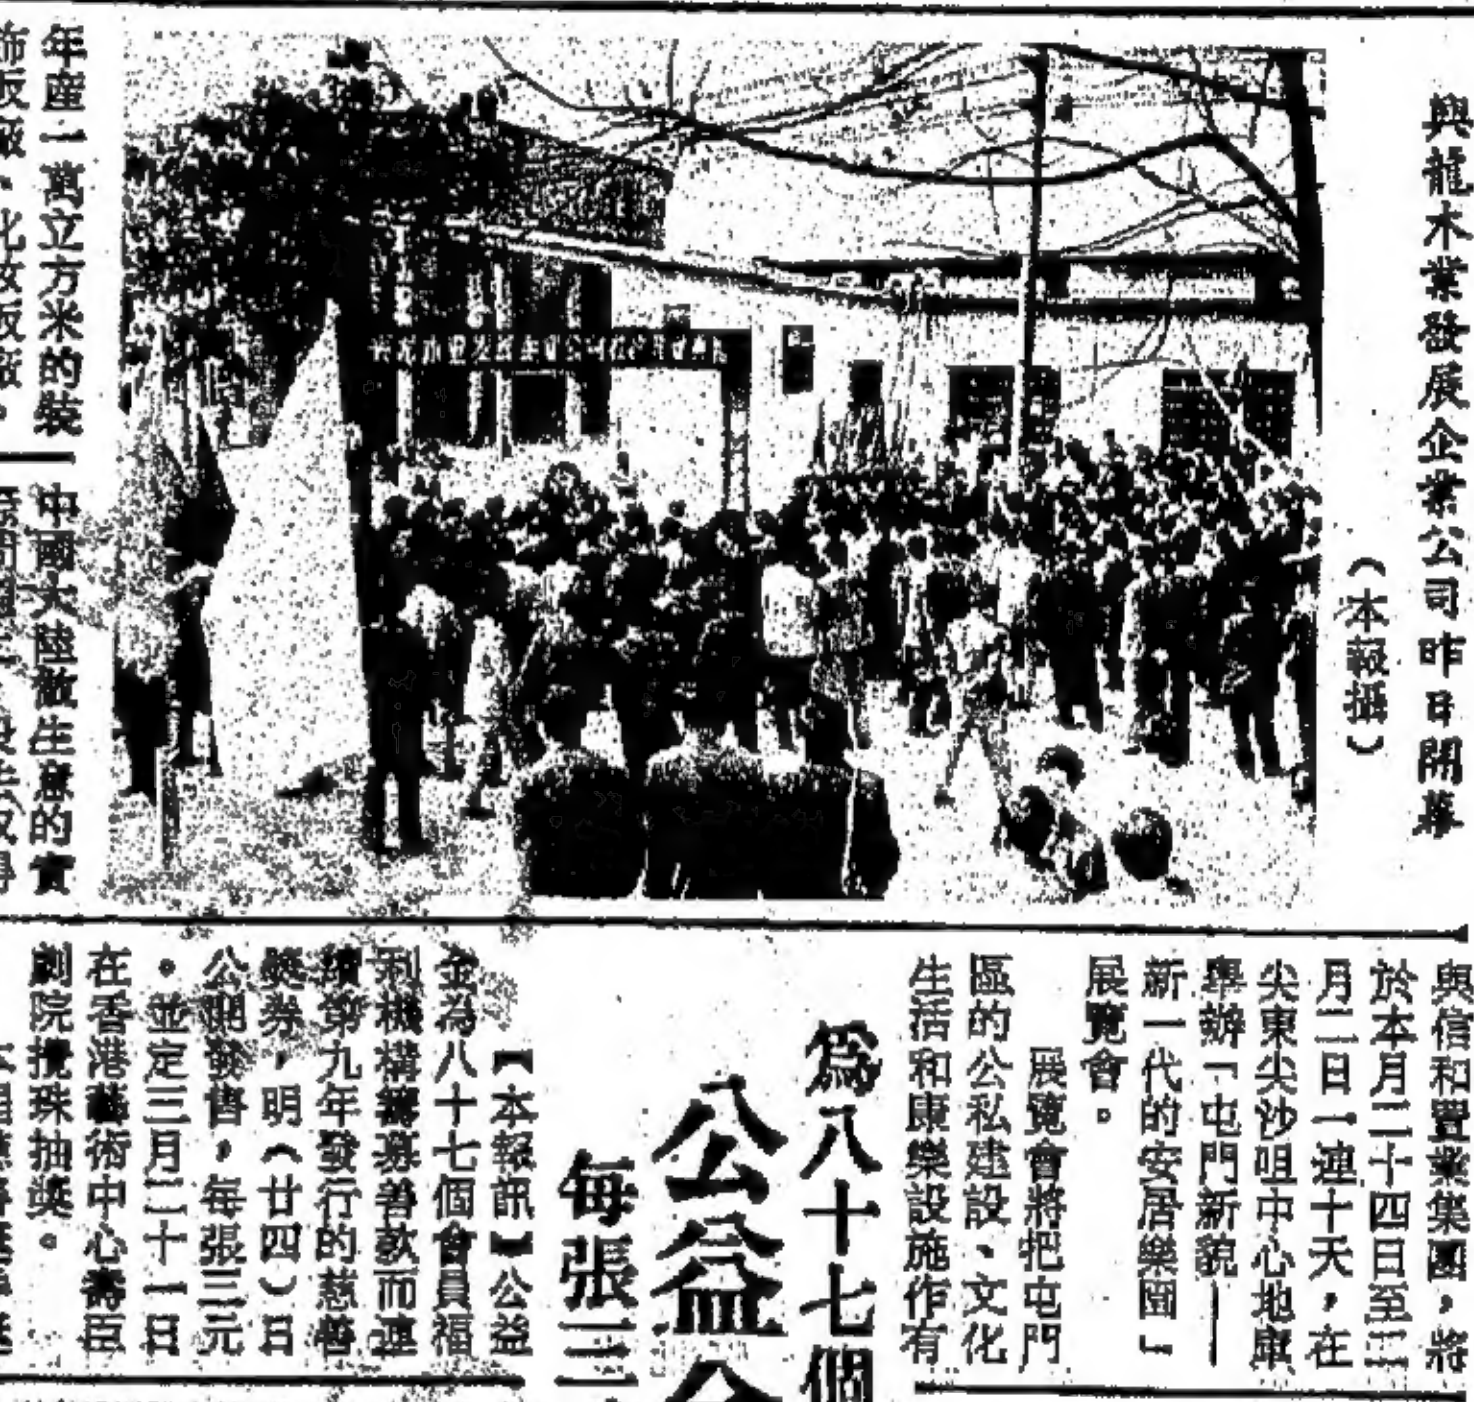 興龍木業發展企業公司昨日開幕
（本報攝）
年產一萬立方米的裝
飾板廠、化妝板廠。
中國大陸做生意的實
與信和置業集團，將
於本月二十四日至三
月二日一連十天，在
尖東尖沙咀中心地庫
舉辦「屯門新貌——
新一代的安居樂園」
展覽會。
展覽會將把屯門
區的公私建設、文化
生活和康樂設施作有
為八十七個
公益
每張三
【本報訊】公益
金為八十七個會員福
利機構籌募善款而連
續第九年發行的慈善
獎券，明（廿四）日
公開發售，每張三元
。並定三月二十一日
在香港藝術中心壽臣
劇院攪珠抽獎。